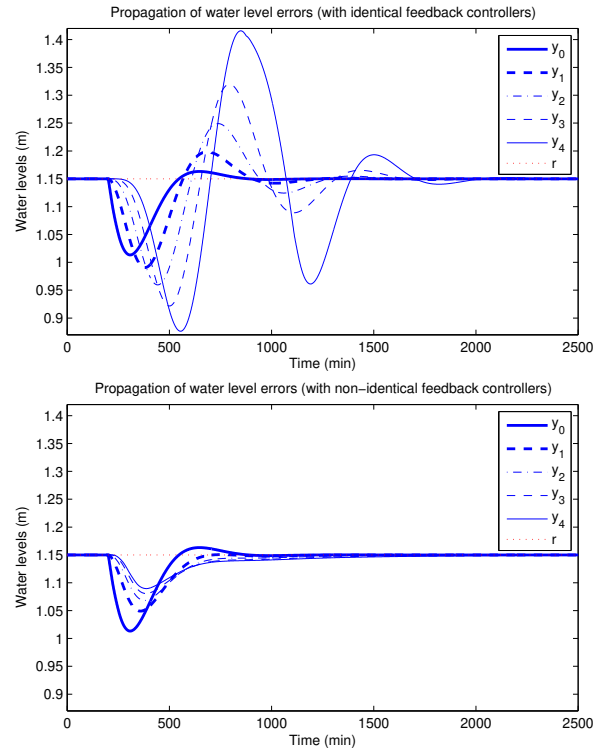 Propagation of water level errors (with identical feedback controllers)
1.4
1.35
1.3
1.25
1.2
1.15
1.1
1.05
1
0.95
0.9
Water levels (m)
y0
y1
y2
y3
y4
r
0 500 1000 1500 2000 2500
Time (min)
Propagation of water level errors (with non−identical feedback controllers)
1.4
1.35
1.3
1.25
1.2
1.15
1.1
1.05
1
0.95
0.9
Water levels (m)
y0
y1
y2
y3
y4
r
0 500 1000 1500 2000 2500
Time (min)